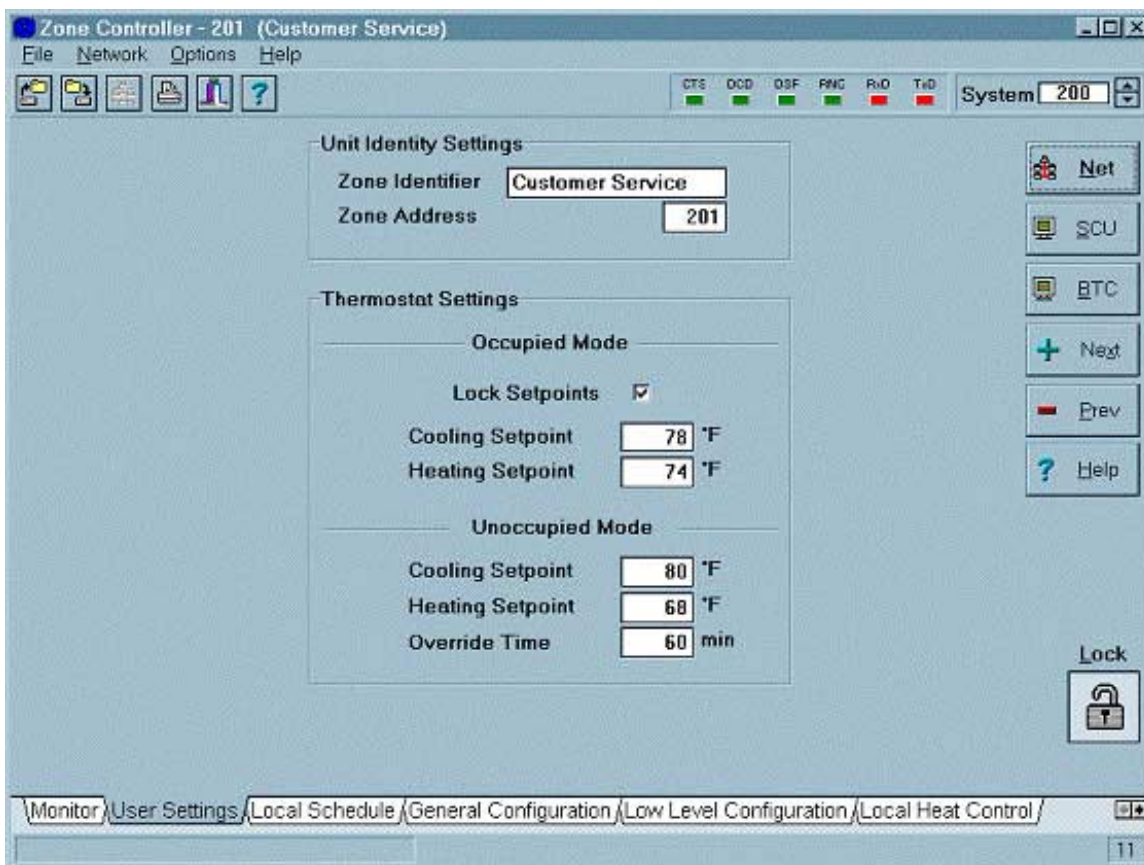 Zone Controller - 201 (Customer Service)
File Network Options Help
CTS DCD DSF RNG RxD TxD System 200
Unit Identity Settings
Zone Identifier Customer Service
Zone Address 201
Thermostat Settings
Occupied Mode
Lock Setpoints
Cooling Setpoint 78 °F
Heating Setpoint 74 °F
Unoccupied Mode
Cooling Setpoint 80 °F
Heating Setpoint 68 °F
Override Time 60 min
Net
SCU
BTC
Next
Prev
? Help
Lock
Monitor User Settings Local Schedule General Configuration Low Level Configuration Local Heat Control
11